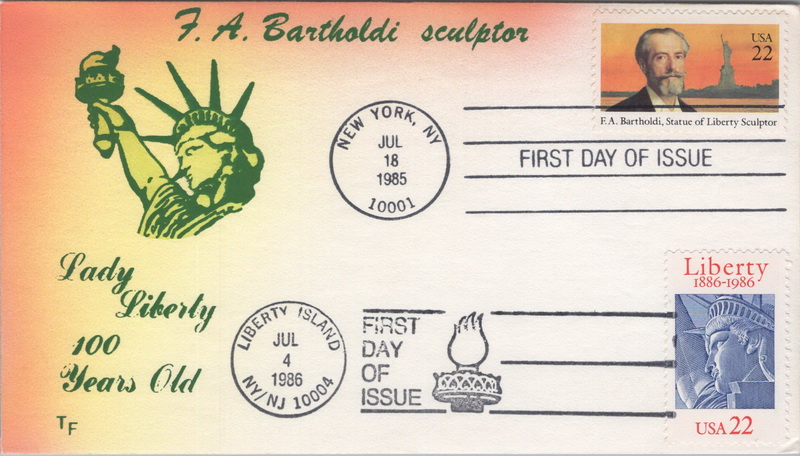 F. A. Bartholdi sculptor
USA
22
F.A. Bartholdi, Statue of Liberty Sculptor
NEW YORK, NY
JUL
18
1985
10001
FIRST DAY OF ISSUE
Lady
Liberty
100
Years Old
TF
LIBERTY ISLAND
JUL
4
1986
NY/NJ 10004
FIRST
DAY
OF
ISSUE
Liberty
1886-1986
USA 22